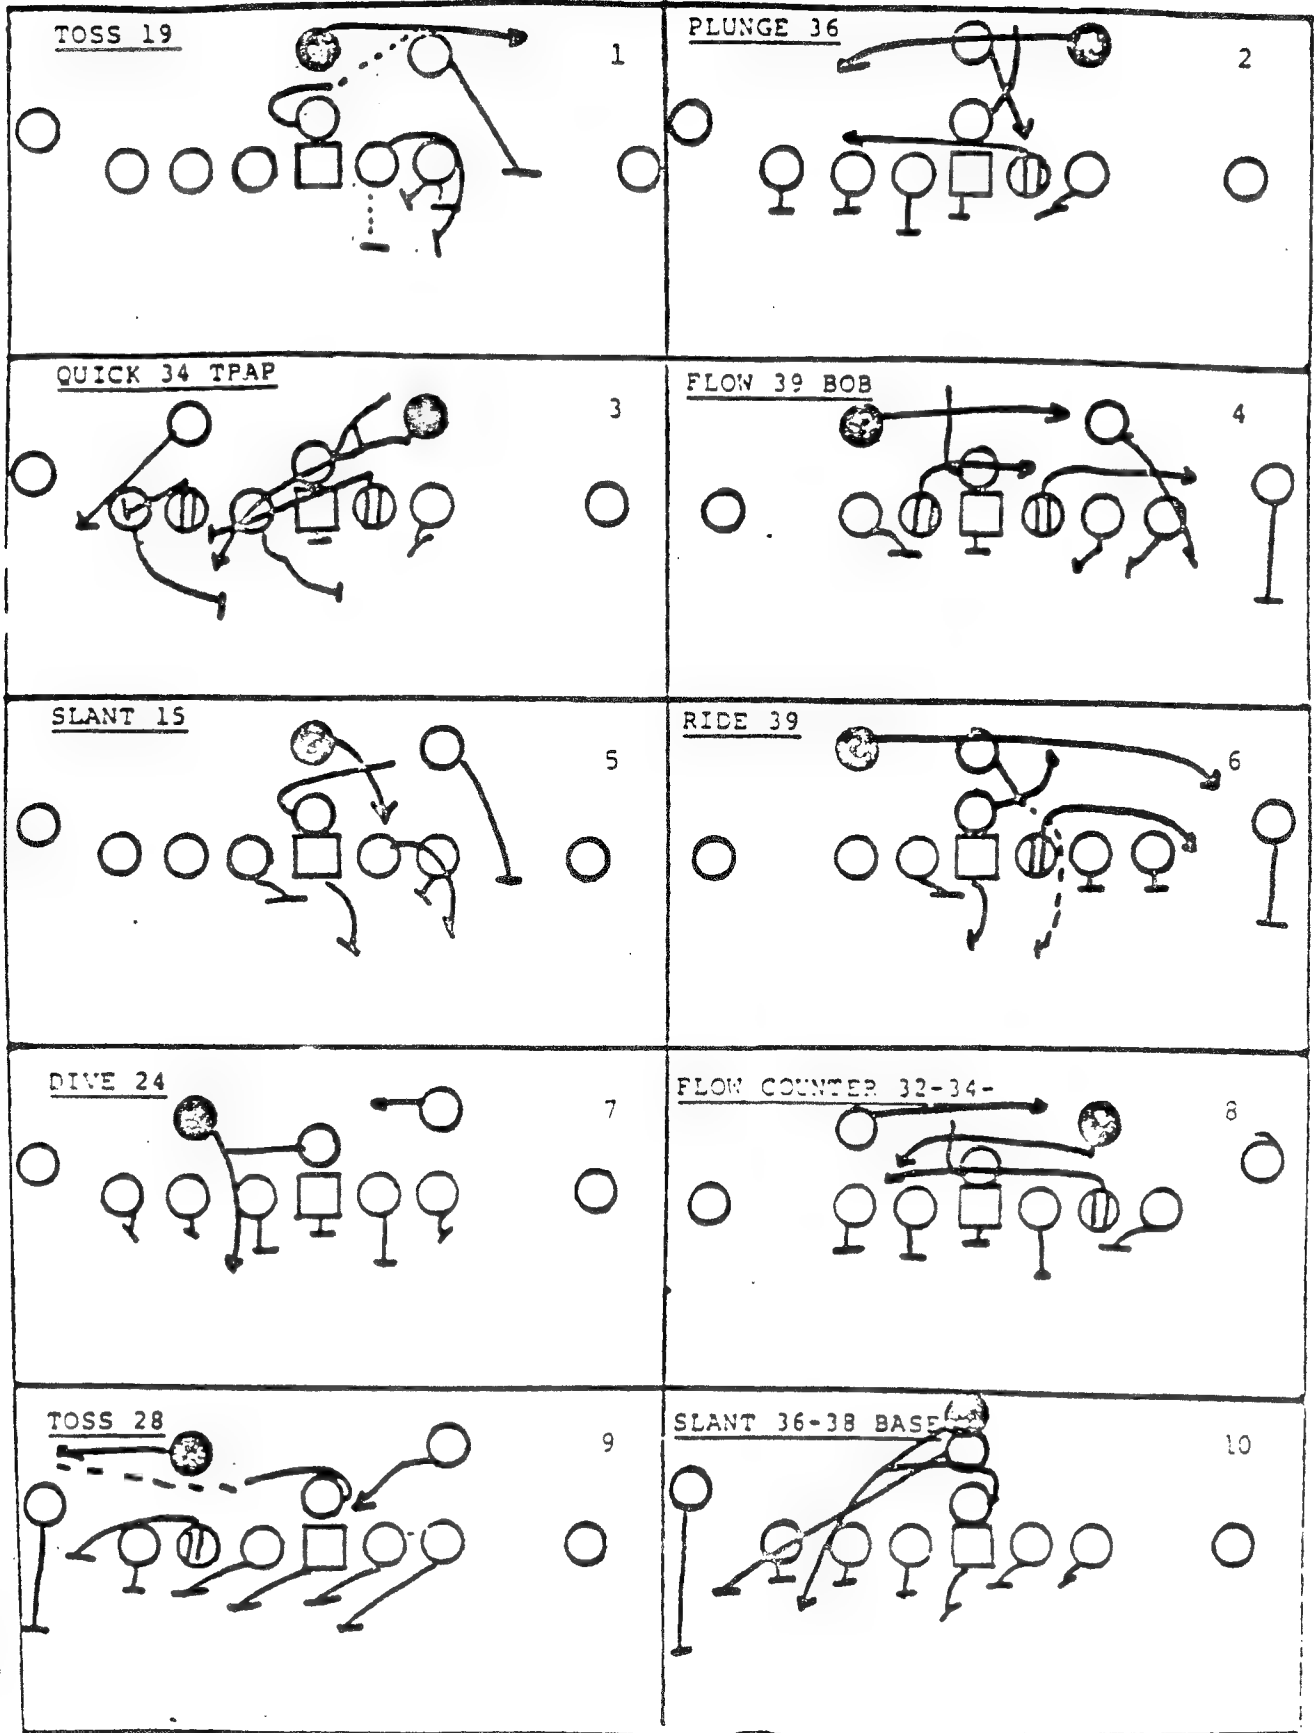 TOSS 19
1
PLUNGE 36
2
QUICK 34 TPAP
3
FLOW 39 BOB
4
SLANT 15
5
RIDE 39
6
DIVE 24
7
FLOW COUNTER 32-34-
8
TOSS 28
9
SLANT 36-38 BASE
10